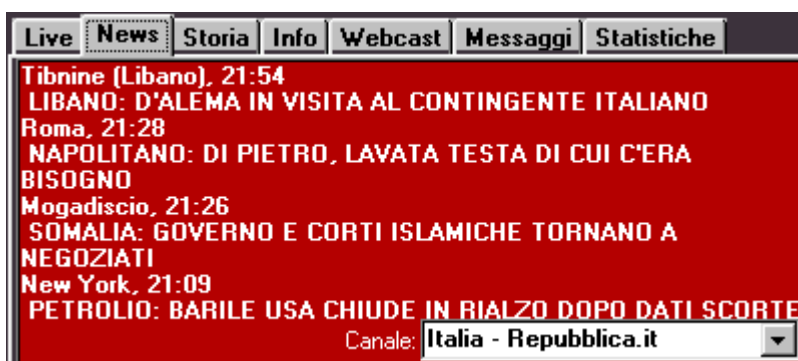 Live News Storia Info Webcast Messaggi Statistiche
Tibnine (Libano), 21:54
LIBANO: D'ALEMA IN VISITA AL CONTINGENTE ITALIANO
Roma, 21:28
NAPOLITANO: DI PIETRO, LAVATA TESTA DI CUI C'ERA
BISOGNO
Mogadiscio, 21:26
SOMALIA: GOVERNO E CORTI ISLAMICHE TORNANO A
NEGOZIATI
New York, 21:09
PETROLIO: BARILE USA CHIUDE IN RIALZO DOPO DATI SCORTE
Canale: Italia - Repubblica.it